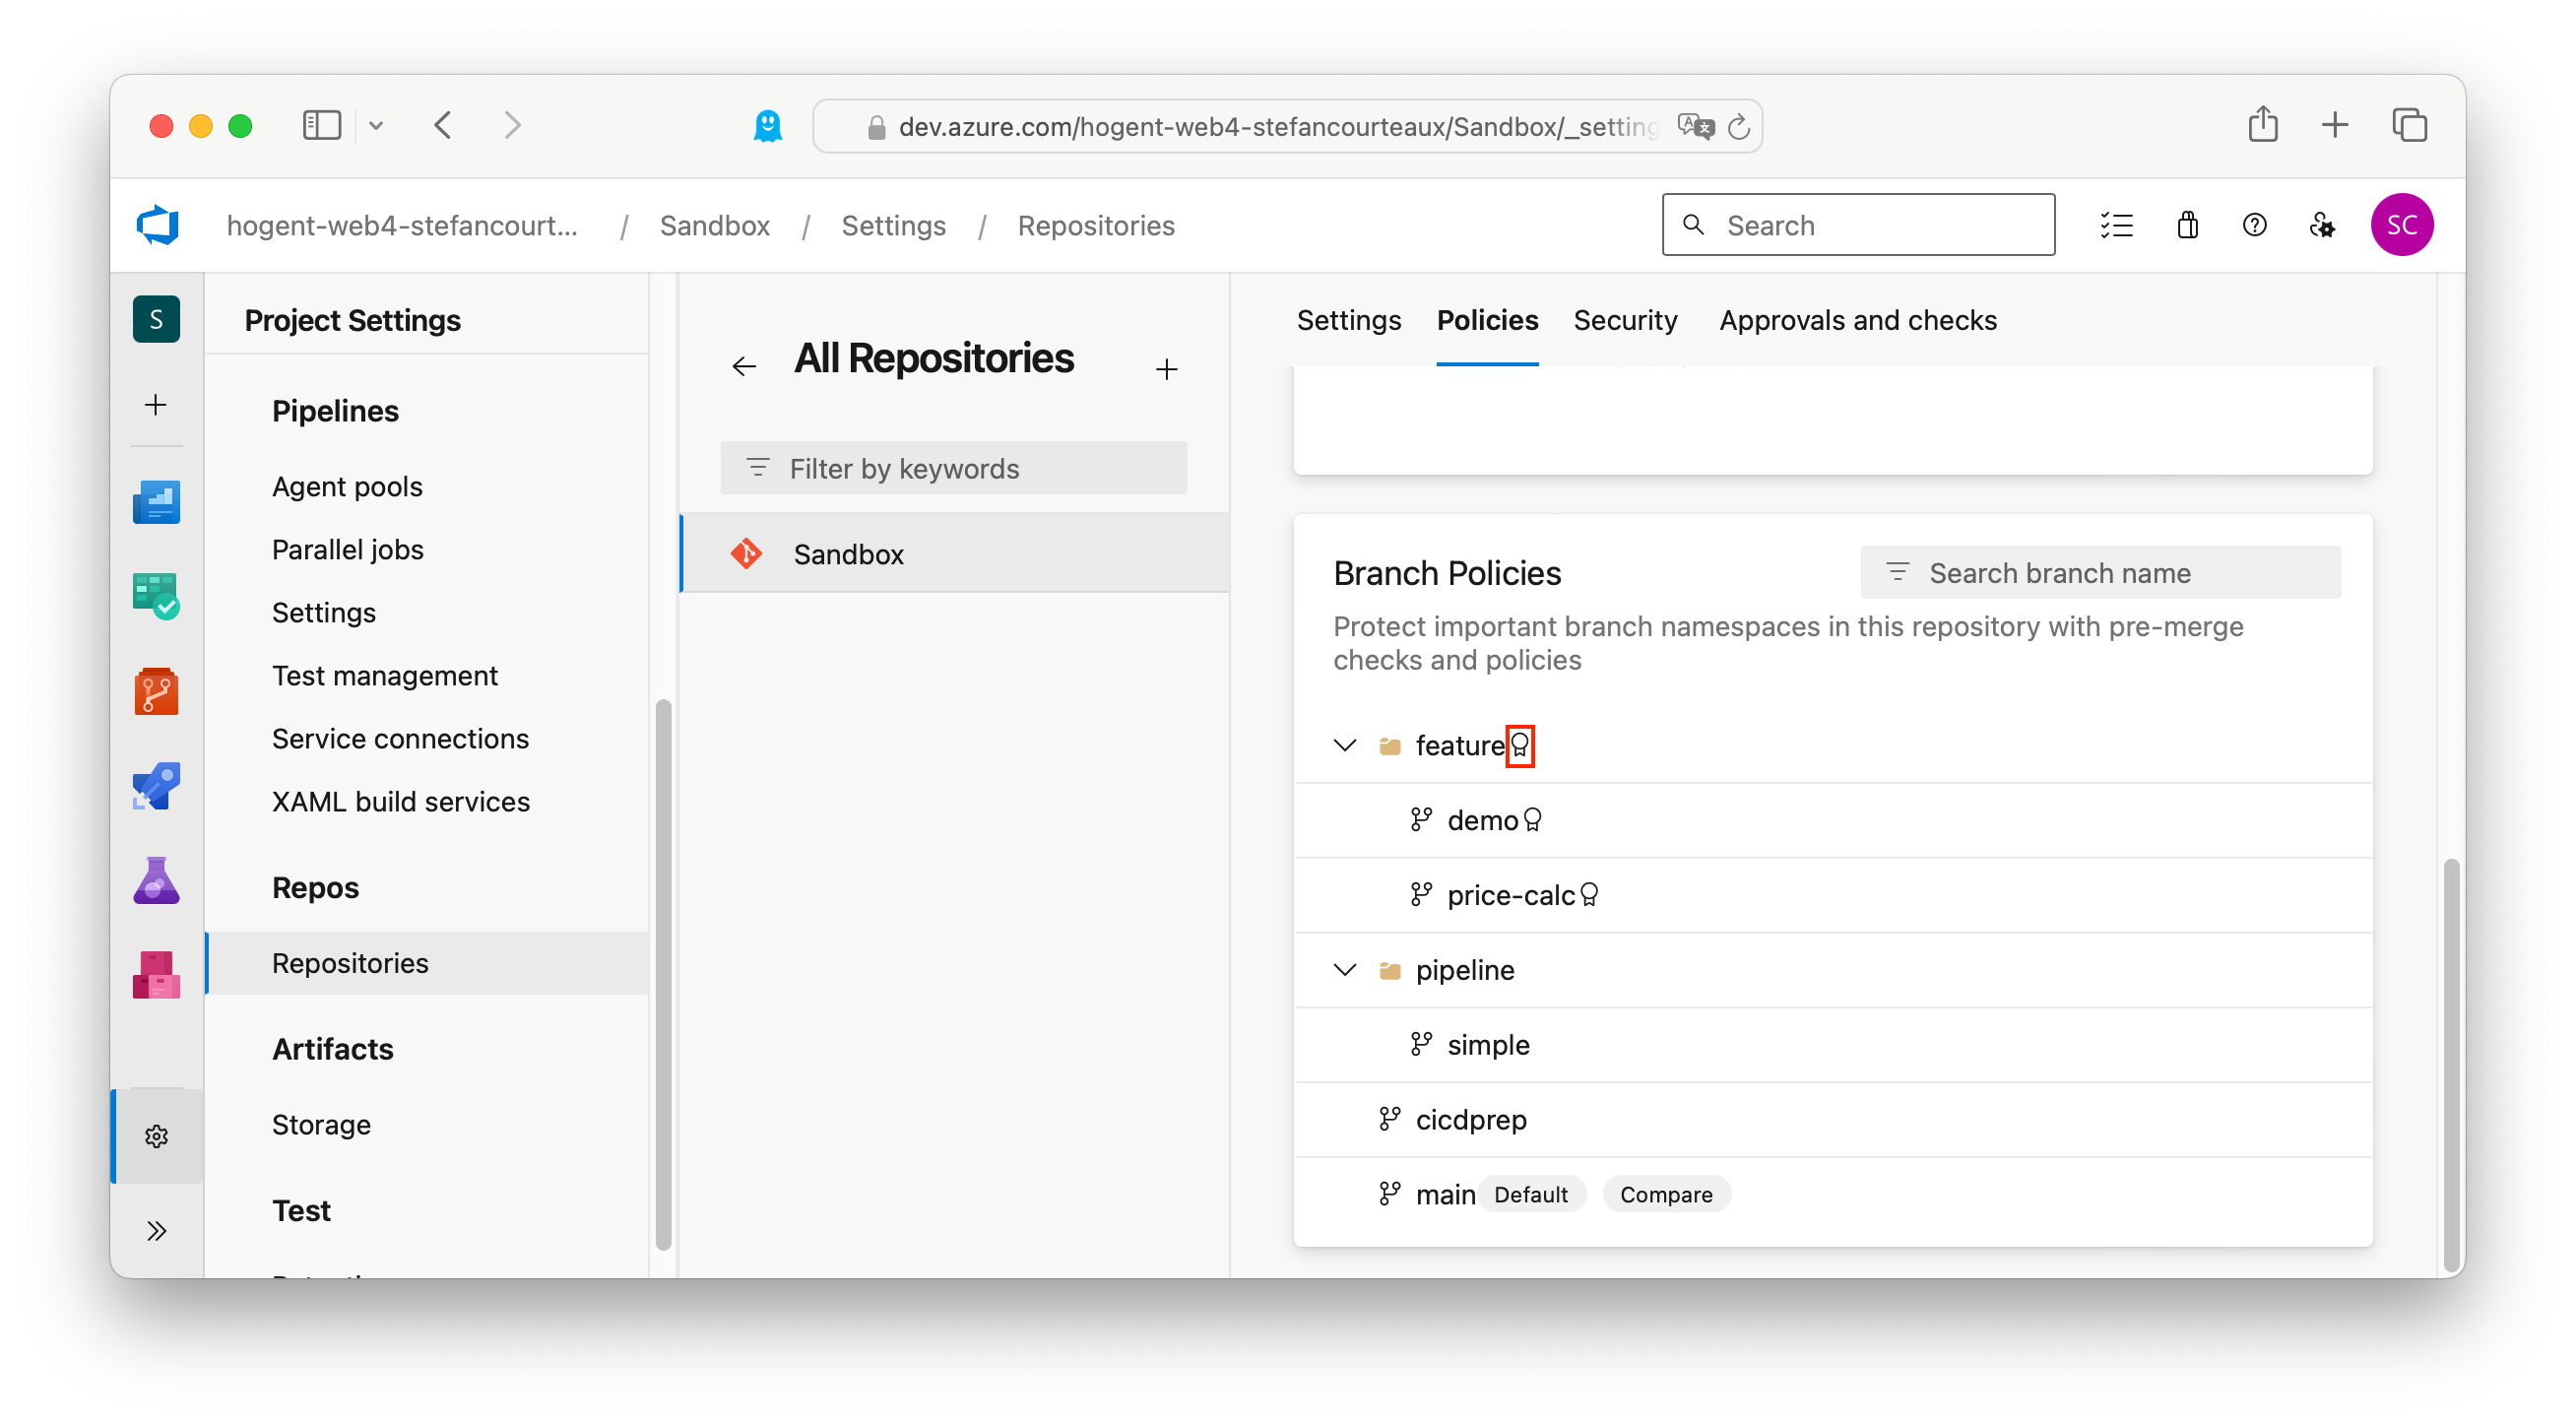 dev.azure.com/hogent-web4-stefancourteaux/Sandbox/_setting
hogent-web4-stefancourt... / Sandbox / Settings / Repositories
Search
SC
S
Project Settings
Pipelines
Agent pools
Parallel jobs
Settings
Test management
Service connections
XAML build services
Repos
Repositories
Artifacts
Storage
Test
All Repositories
Filter by keywords
Sandbox
Settings Policies Security Approvals and checks
Branch Policies
Search branch name
Protect important branch namespaces in this repository with pre-merge
checks and policies
feature
demo
price-calc
pipeline
simple
cicdprep
main Default Compare